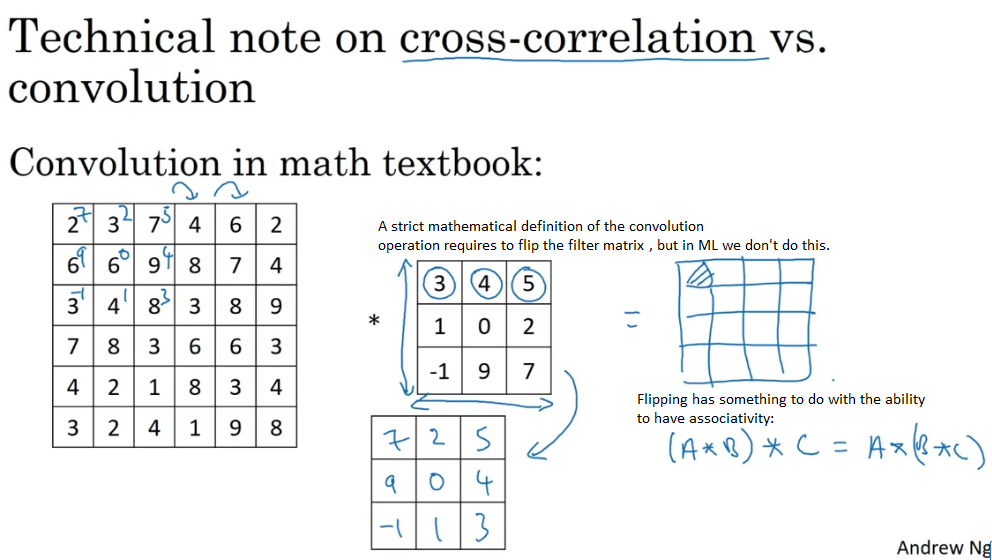 Technical note on cross-correlation vs.
convolution
Convolution in math textbook:
2 7 3 2 7 5 4 6 2
6 9 6 0 9 4 8 7 4
3 -1 4 1 8 3 3 8 9
7 8 3 6 6 3
4 2 1 8 3 4
3 2 4 1 9 8
A strict mathematical definition of the convolution
operation requires to flip the filter matrix , but in ML we don't do this.
*
3 4 5
1 0 2
-1 9 7
=
7 2 5
9 0 4
-1 1 3
Flipping has something to do with the ability
to have associativity:
(A * B) * C = A * (B * C)
Andrew Ng